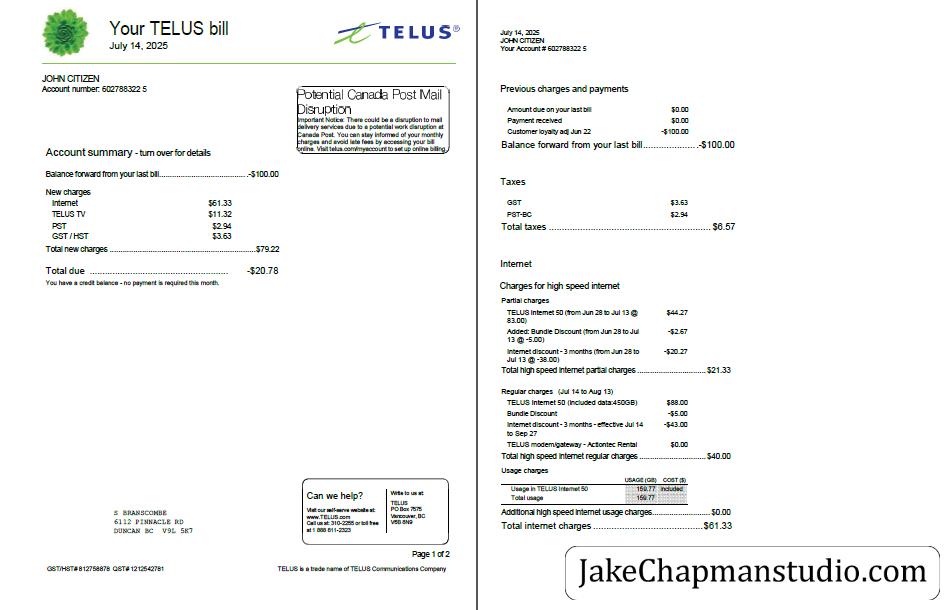 Your TELUS bill
July 14, 2025
TELUS®
JOHN CITIZEN
Account number: 602788322 5
Potential Canada Post Mail
Disruption
Important Notice: There could be a disruption to mail
delivery services due to a potential work disruption at
Canada Post. You can stay informed of your monthly
charges and avoid late fees by accessing your bill
online. Visit telus.com/myaccount to set up online billing.
Account summary - turn over for details
Balance forward from your last bill.......................................-$100.00
New charges
Internet $61.33
TELUS TV $11.32
PST $2.94
GST / HST $3.63
Total new charges ................................................................$79.22
Total due ................................................ -$20.78
You have a credit balance - no payment is required this month.
Can we help?
Visit our self-serve website at:
www.TELUS.com
Call us at: 310-2255 or toll free
at 1 888 811-2323
Write to us at:
TELUS
PO Box 7575
Vancouver, BC
V6B 8N9
S BRANSCOMBE
6112 PINNACLE RD
DUNCAN BC V9L 5K7
Page 1 of 2
GST/HST# 812758878 QST# 1212542781
TELUS is a trade name of TELUS Communications Company
July 14, 2025
JOHN CITIZEN
Your Account # 602788322 5
Previous charges and payments
Amount due on your last bill $0.00
Payment received $0.00
Customer loyalty adj Jun 22 -$100.00
Balance forward from your last bill.....................-$100.00
Taxes
GST $3.63
PST-BC $2.94
Total taxes ......................................................$6.57
Internet
Charges for high speed internet
Partial charges
TELUS Internet 50 (from Jun 28 to Jul 13 @ $44.27
83.00)
Added: Bundle Discount (from Jun 28 to Jul -$2.67
13 @ -5.00)
Internet discount - 3 months (from Jun 28 to -$20.27
Jul 13 @ -38.00)
Total high speed internet partial charges ............................$21.33
Regular charges (Jul 14 to Aug 13)
TELUS Internet 50 (included data:450GB) $88.00
Bundle Discount -$5.00
Internet discount - 3 months - effective Jul 14 -$43.00
to Sep 27
TELUS modem/gateway - Actiontec Rental $0.00
Total high speed internet regular charges ...........................$40.00
Usage charges
USAGE (GB) COST ($)
Usage in TELUS Internet 50 159.77 included
Total usage 159.77
Additional high speed internet usage charges.....................$0.00
Total internet charges ........................................$61.33
JakeChapmanstudio.com